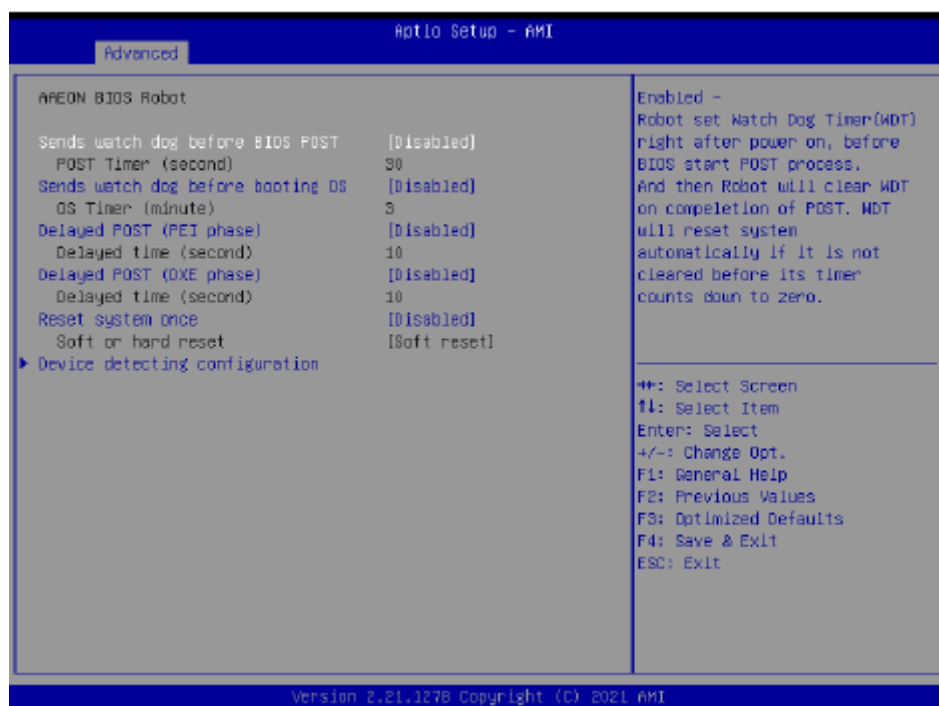 Aptio Setup - AMI
Advanced
AAEON BIOS Robot
Sends watch dog before BIOS POST [Disabled]
POST Timer (second) 30
Sends watch dog before booting OS [Disabled]
OS Timer (minute) 3
Delayed POST (PEI phase) [Disabled]
Delayed time (second) 10
Delayed POST (DXE phase) [Disabled]
Delayed time (second) 10
Reset system once [Disabled]
Soft or hard reset [Soft reset]
Device detecting configuration
Enabled -
Robot set Watch Dog Timer(WDT)
right after power on, before
BIOS start POST process.
And then Robot will clear WDT
on compeletion of POST. WDT
will reset system
automatically if it is not
cleared before its timer
counts down to zero.
→←: Select Screen
↑↓: Select Item
Enter: Select
+/-: Change Opt.
F1: General Help
F2: Previous Values
F3: Optimized Defaults
F4: Save & Exit
ESC: Exit
Version 2.21.1278 Copyright (C) 2021 AMI